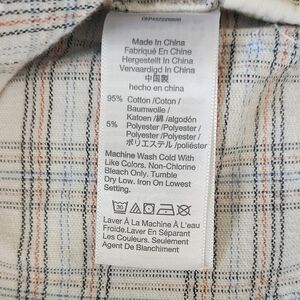 Made In China
Fabriqué En Chine
Hergestellt In China
Vervaardigd In China
中国製
hecho en china
95% Cotton /Coton /
Baumwolle /
Katoen /綿 /algodón
5% Polyester /Polyester /
Polyester /Polyester /
ポリエステル /poliéster
Machine Wash Cold With
Like Colors. Non-Chlorine
Bleach Only. Tumble
Dry Low. Iron On Lowest
Setting.
30
Laver À La Machine À L'eau
Froide.Laver En Séparant
Les Couleurs. Seulement
Agent De Blanchiment